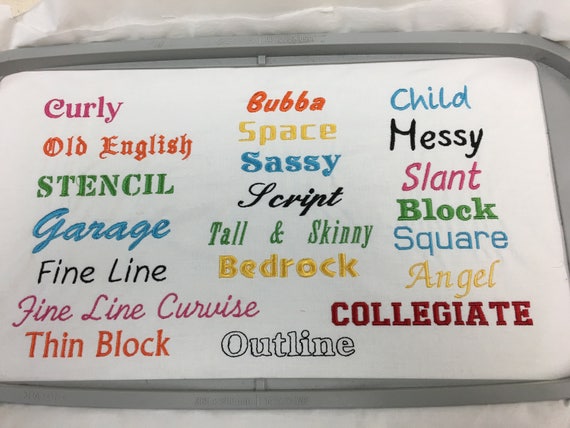 Curly
Old English
STENCIL
Garage
Fine Line
Fine Line Curvise
Thin Block
Bubba
Space
Sassy
Script
Tall & Skinny
Bedrock
Outline
Child
Messy
Slant
Block
Square
Angel
COLLEGIATE